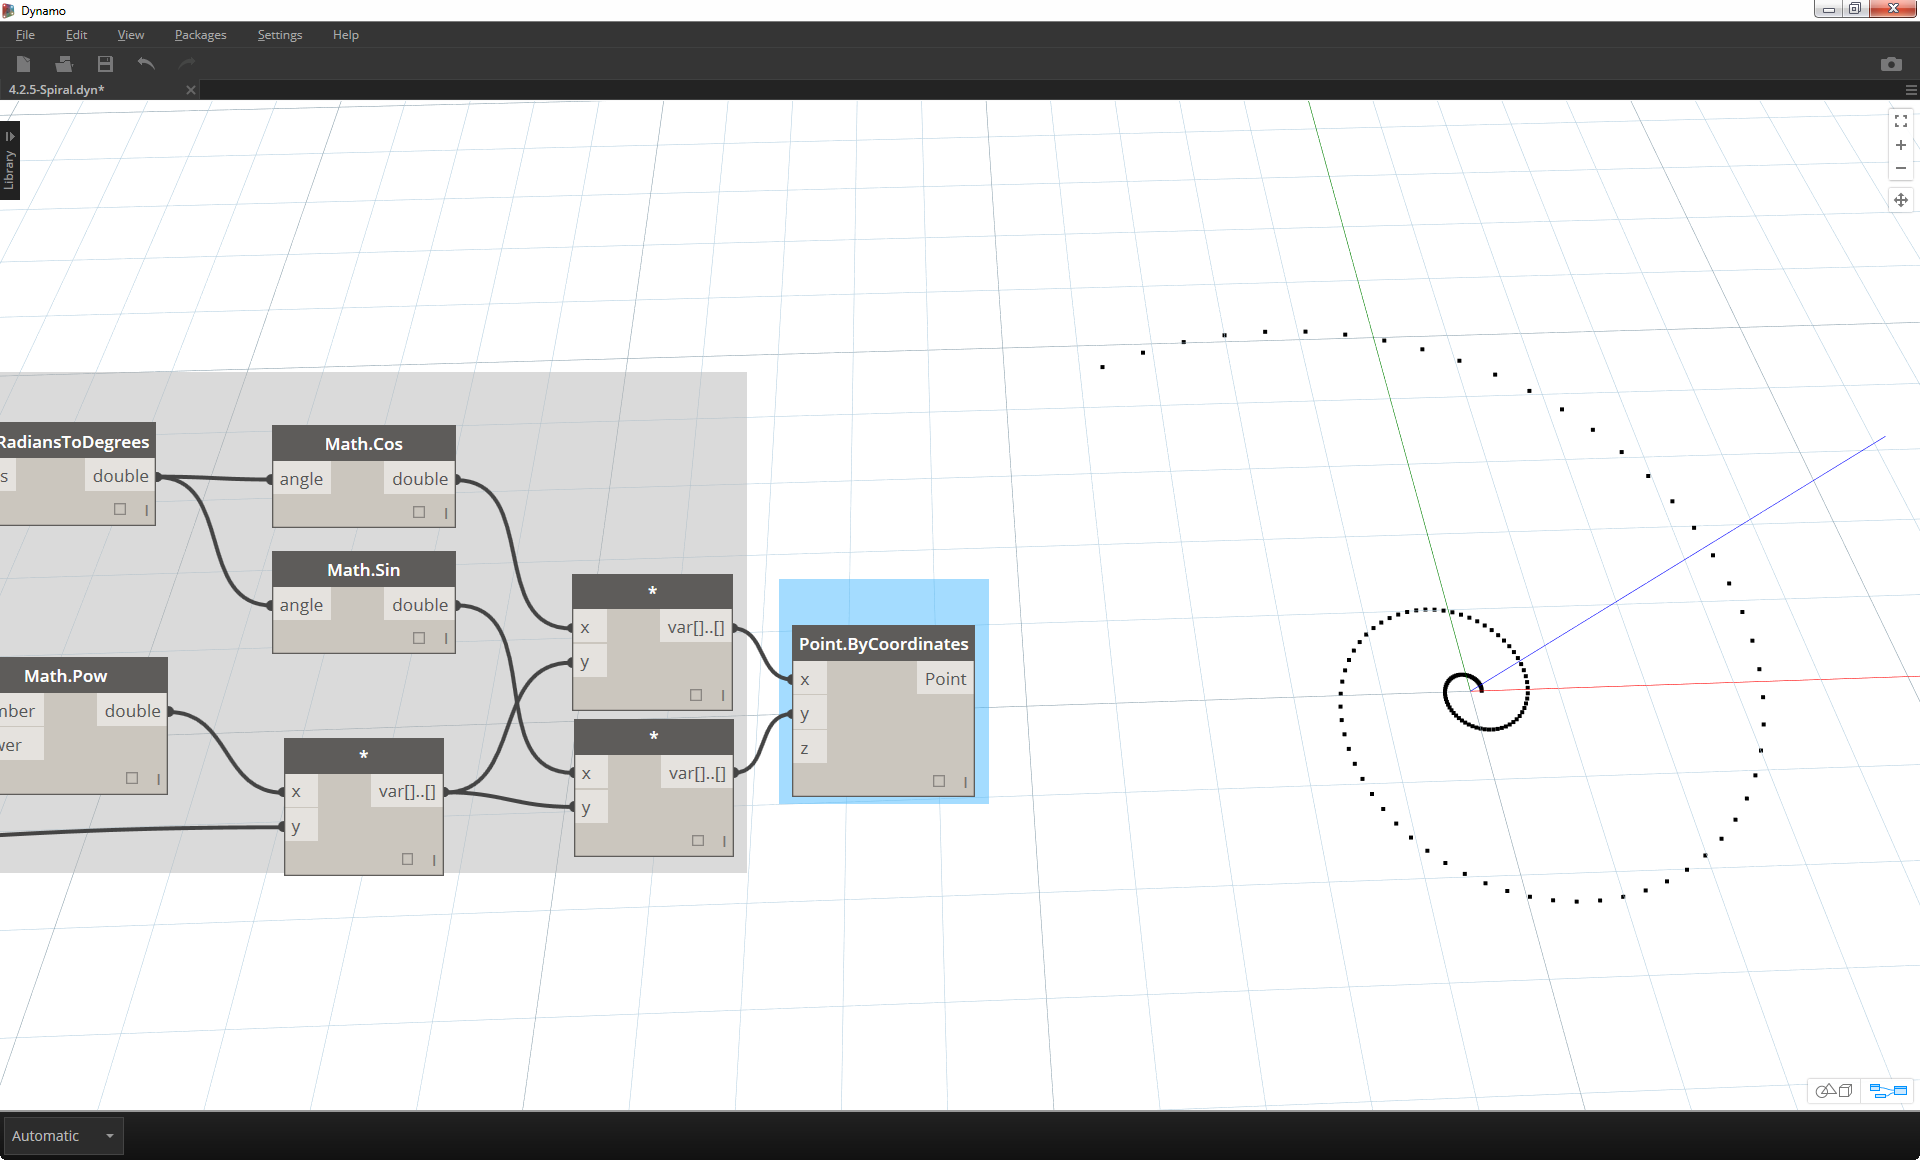 Dynamo
File Edit View Packages Settings Help
4.2.5-Spiral.dyn*
Library
RadiansToDegrees
s double
Math.Cos
angle double
Math.Sin
angle double
Math.Pow
nber double
wer
*
x var[]..[]
y
*
x var[]..[]
y
*
x var[]..[]
y
Point.ByCoordinates
x Point
y
z
Automatic